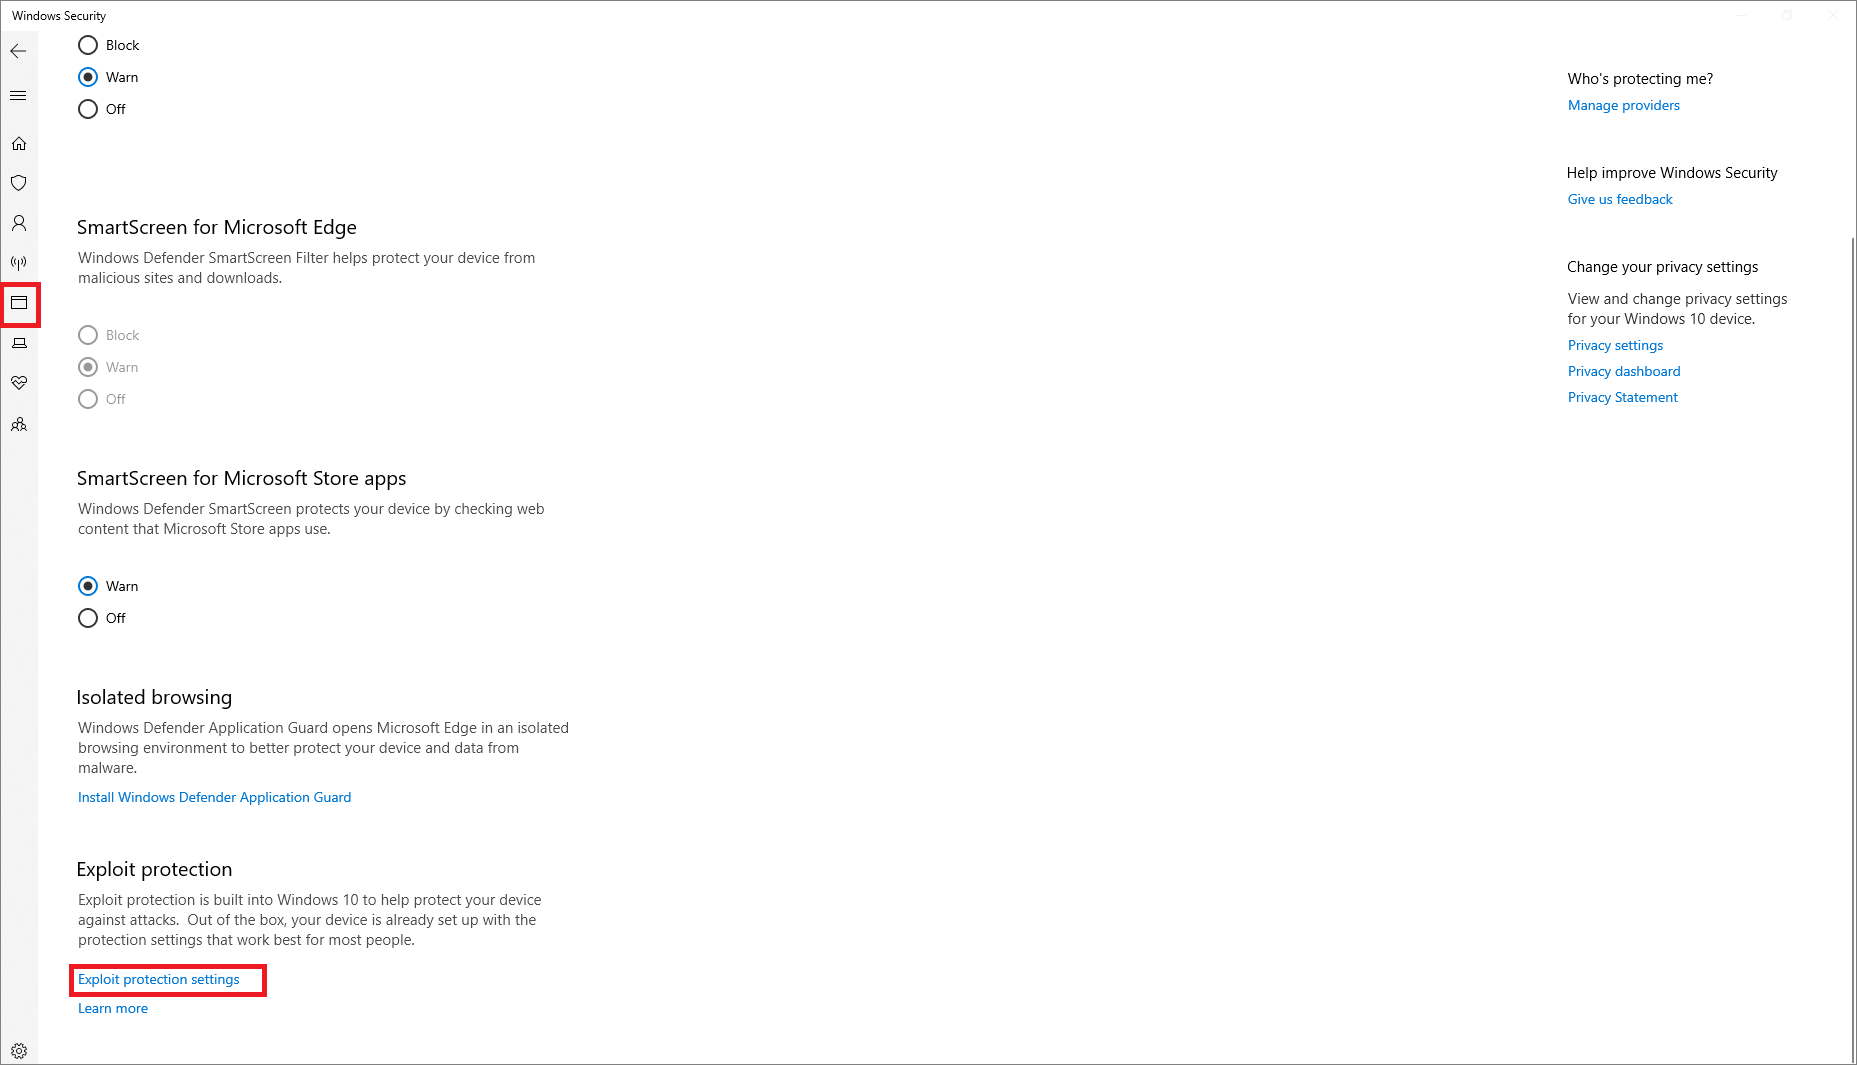 Windows Security
Block
Warn
Off
SmartScreen for Microsoft Edge
Windows Defender SmartScreen Filter helps protect your device from
malicious sites and downloads.
Block
Warn
Off
SmartScreen for Microsoft Store apps
Windows Defender SmartScreen protects your device by checking web
content that Microsoft Store apps use.
Warn
Off
Isolated browsing
Windows Defender Application Guard opens Microsoft Edge in an isolated
browsing environment to better protect your device and data from
malware.
Install Windows Defender Application Guard
Exploit protection
Exploit protection is built into Windows 10 to help protect your device
against attacks.  Out of the box, your device is already set up with the
protection settings that work best for most people.
Exploit protection settings
Learn more
Who's protecting me?
Manage providers
Help improve Windows Security
Give us feedback
Change your privacy settings
View and change privacy settings
for your Windows 10 device.
Privacy settings
Privacy dashboard
Privacy Statement